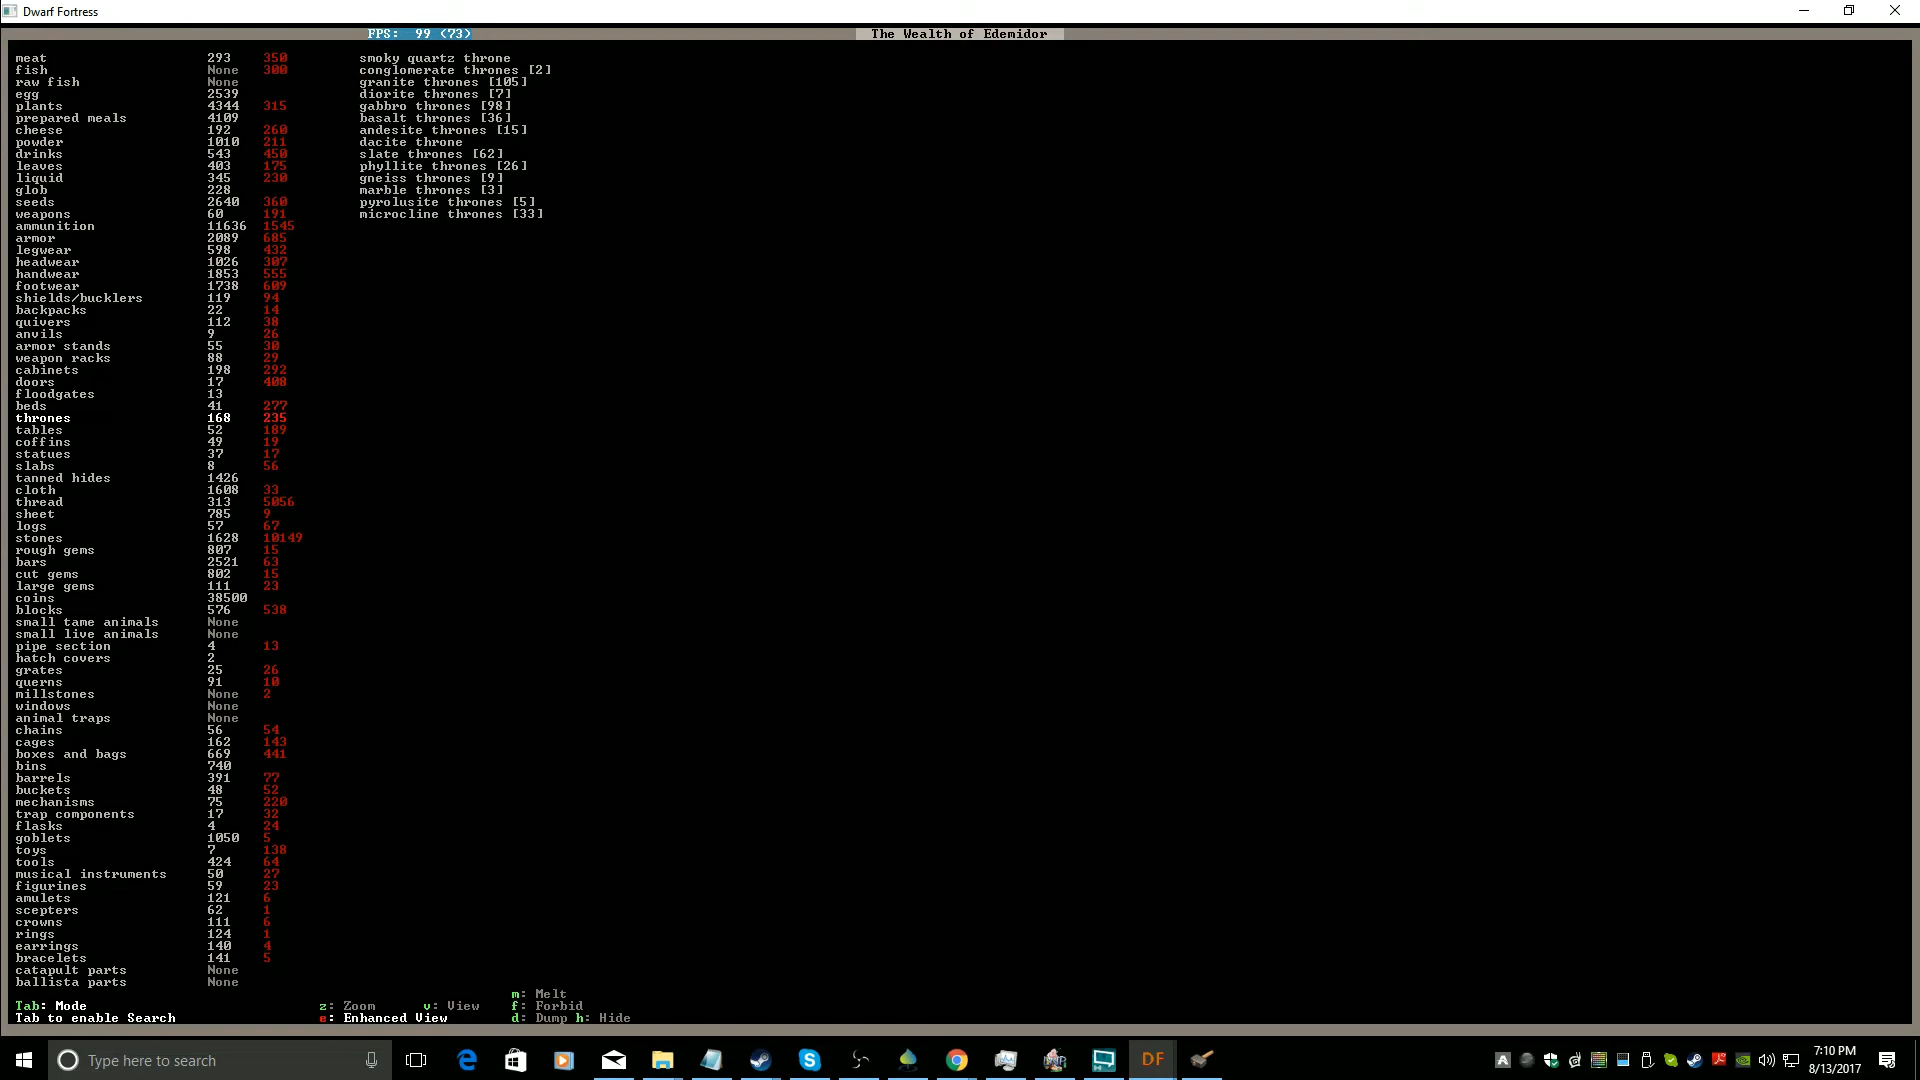 Dwarf Fortress
FPS: 99 (73)
The Wealth of Edemidor
meat 293 350 smoky quartz throne
fish None 300 conglomerate thrones [2]
raw fish None granite thrones [105]
egg 2539 diorite thrones [7]
plants 4344 315 gabbro thrones [98]
prepared meals 4109 basalt thrones [36]
cheese 192 260 andesite thrones [15]
powder 1010 211 dacite throne
drinks 543 450 slate thrones [62]
leaves 403 175 phyllite thrones [26]
liquid 345 230 gneiss thrones [9]
glob 228 marble thrones [3]
seeds 2640 360 pyrolusite thrones [5]
weapons 60 191 microcline thrones [33]
ammunition 11636 1545
armor 2089 685
legwear 598 432
headwear 1026 307
handwear 1853 555
footwear 1738 609
shields/bucklers 119 94
backpacks 22 14
quivers 112 38
anvils 9 26
armor stands 55 30
weapon racks 88 29
cabinets 198 292
doors 17 408
floodgates 13
beds 41 277
thrones 168 235
tables 52 189
coffins 49 19
statues 37 17
slabs 8 56
tanned hides 1426
cloth 1608 33
thread 313 5056
sheet 785 9
logs 57 67
stones 1628 10149
rough gems 807 15
bars 2521 63
cut gems 802 15
large gems 111 23
coins 38500
blocks 576 538
small tame animals None
small live animals None
pipe section 4 13
hatch covers 2
grates 25 26
querns 91 10
millstones None 2
windows None
animal traps None
chains 56 54
cages 162 143
boxes and bags 669 441
bins 740
barrels 391 77
buckets 48 52
mechanisms 75 220
trap components 17 32
flasks 4 24
goblets 1050 5
toys 7 138
tools 424 64
musical instruments 50 27
figurines 59 23
amulets 121 6
scepters 62 1
crowns 111 6
rings 124 1
earrings 140 4
bracelets 141 5
catapult parts None
ballista parts None
m: Melt
Tab: Mode z: Zoom v: View f: Forbid
Tab to enable Search e: Enhanced View d: Dump h: Hide
Type here to search
DF
7:10 PM
8/13/2017